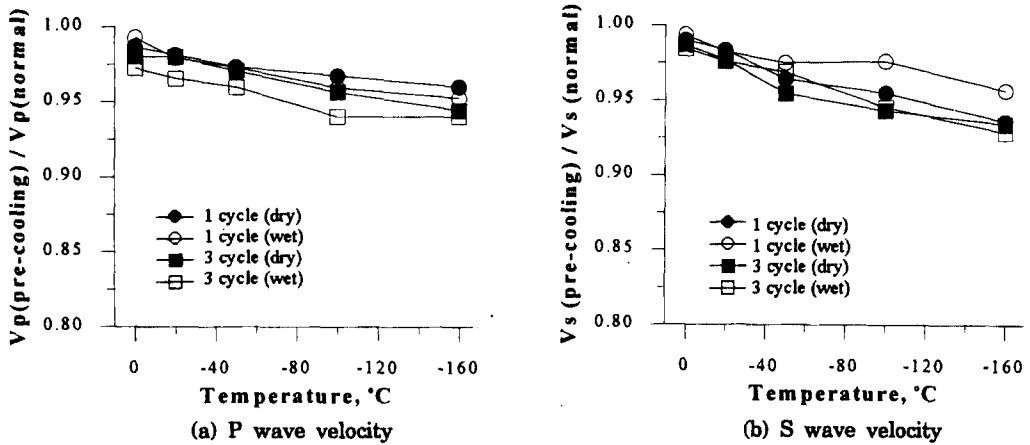 Vp(pre-cooling) / Vp(normal)
1.00
0.95
0.90
0.85
0.80
1 cycle (dry)
1 cycle (wet)
3 cycle (dry)
3 cycle (wet)
0 -40 -80 -120 -160
Temperature, °C
(a) P wave velocity
Vs(pre-cooling) / Vs(normal)
1.00
0.95
0.90
0.85
0.80
1 cycle (dry)
1 cycle (wet)
3 cycle (dry)
3 cycle (wet)
0 -40 -80 -120 -160
Temperature, °C
(b) S wave velocity